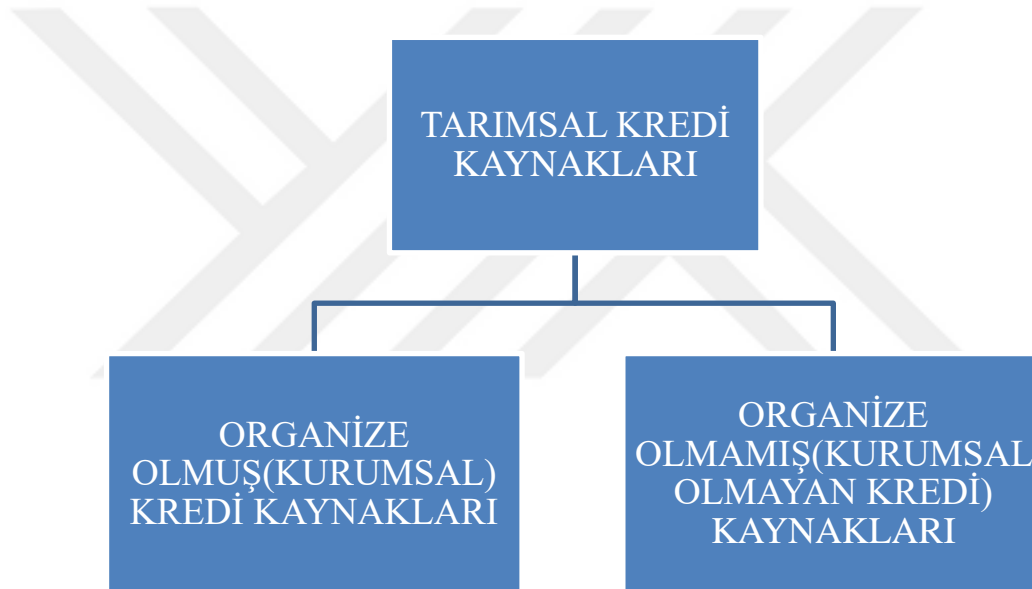 TARIMSAL KREDİ
KAYNAKLARI
ORGANİZE
OLMUŞ(KURUMSAL)
KREDİ KAYNAKLARI
ORGANİZE
OLMAMIŞ(KURUMSAL
OLMAYAN KREDİ)
KAYNAKLARI